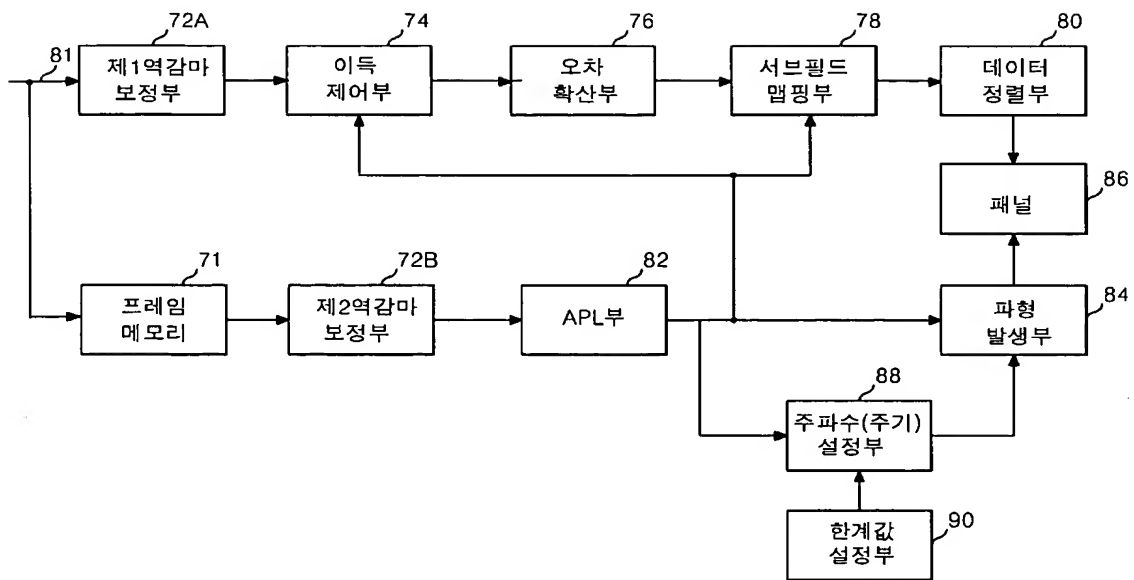 72A
74
76
78
80
81
제1역감마
보정부
이득
제어부
오차
확산부
서브필드
맵핑부
데이터
정렬부
86
패널
71
72B
82
84
프레임
메모리
제2역감마
보정부
APL부
파형
발생부
88
주파수(주기)
설정부
90
한계값
설정부